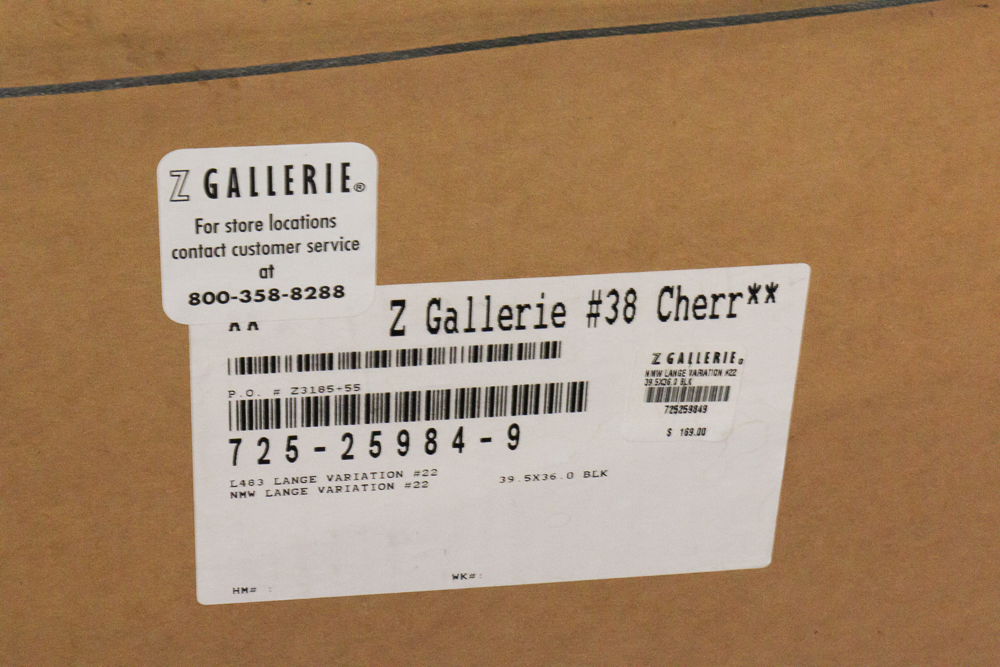 Z GALLERIE®
For store locations
contact customer service
at
800-358-8288
Z Gallerie #38 Cherr**
P.O. # Z3185-55
725-25984-9
L483 LANGE VARIATION #22
NMW LANGE VARIATION #22 39.5X36.0 BLK
Z GALLERIE®
NMW LANGE VARIATION #22
39.5X36.0 BLK
725259849
$ 169.00
HM# :
WK# :